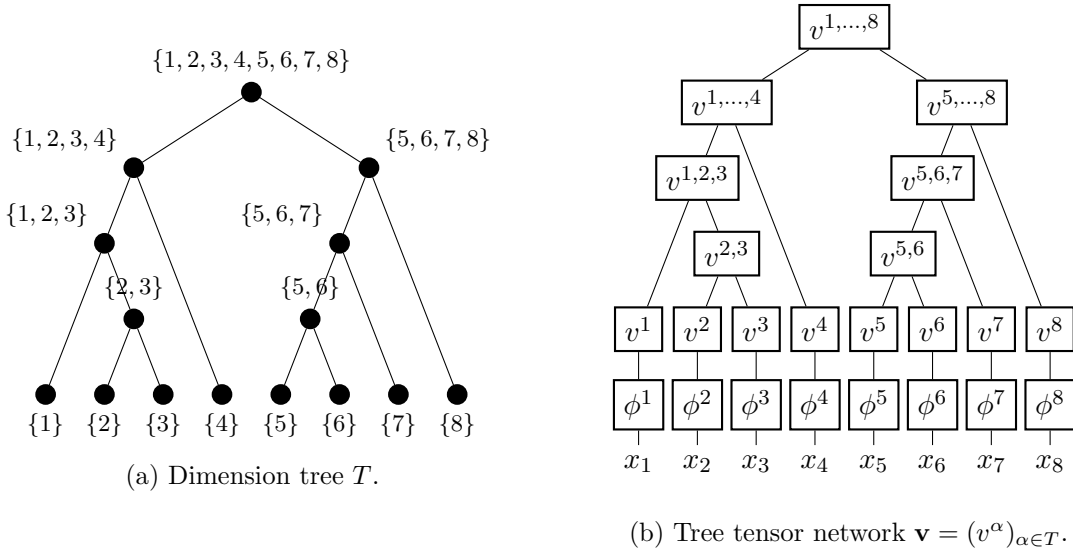 {1, 2, 3, 4, 5, 6, 7, 8}
{1, 2, 3, 4}
{5, 6, 7, 8}
{1, 2, 3}
{5, 6, 7}
{2, 3}
{5, 6}
{1} {2} {3} {4} {5} {6} {7} {8}
(a) Dimension tree T.
v^{1,...,8}
v^{1,...,4} v^{5,...,8}
v^{1,2,3} v^{5,6,7}
v^{2,3} v^{5,6}
v^1 v^2 v^3 v^4 v^5 v^6 v^7 v^8
ϕ^1 ϕ^2 ϕ^3 ϕ^4 ϕ^5 ϕ^6 ϕ^7 ϕ^8
x_1 x_2 x_3 x_4 x_5 x_6 x_7 x_8
(b) Tree tensor network 𝐯 = (v^α)_{α∈T}.